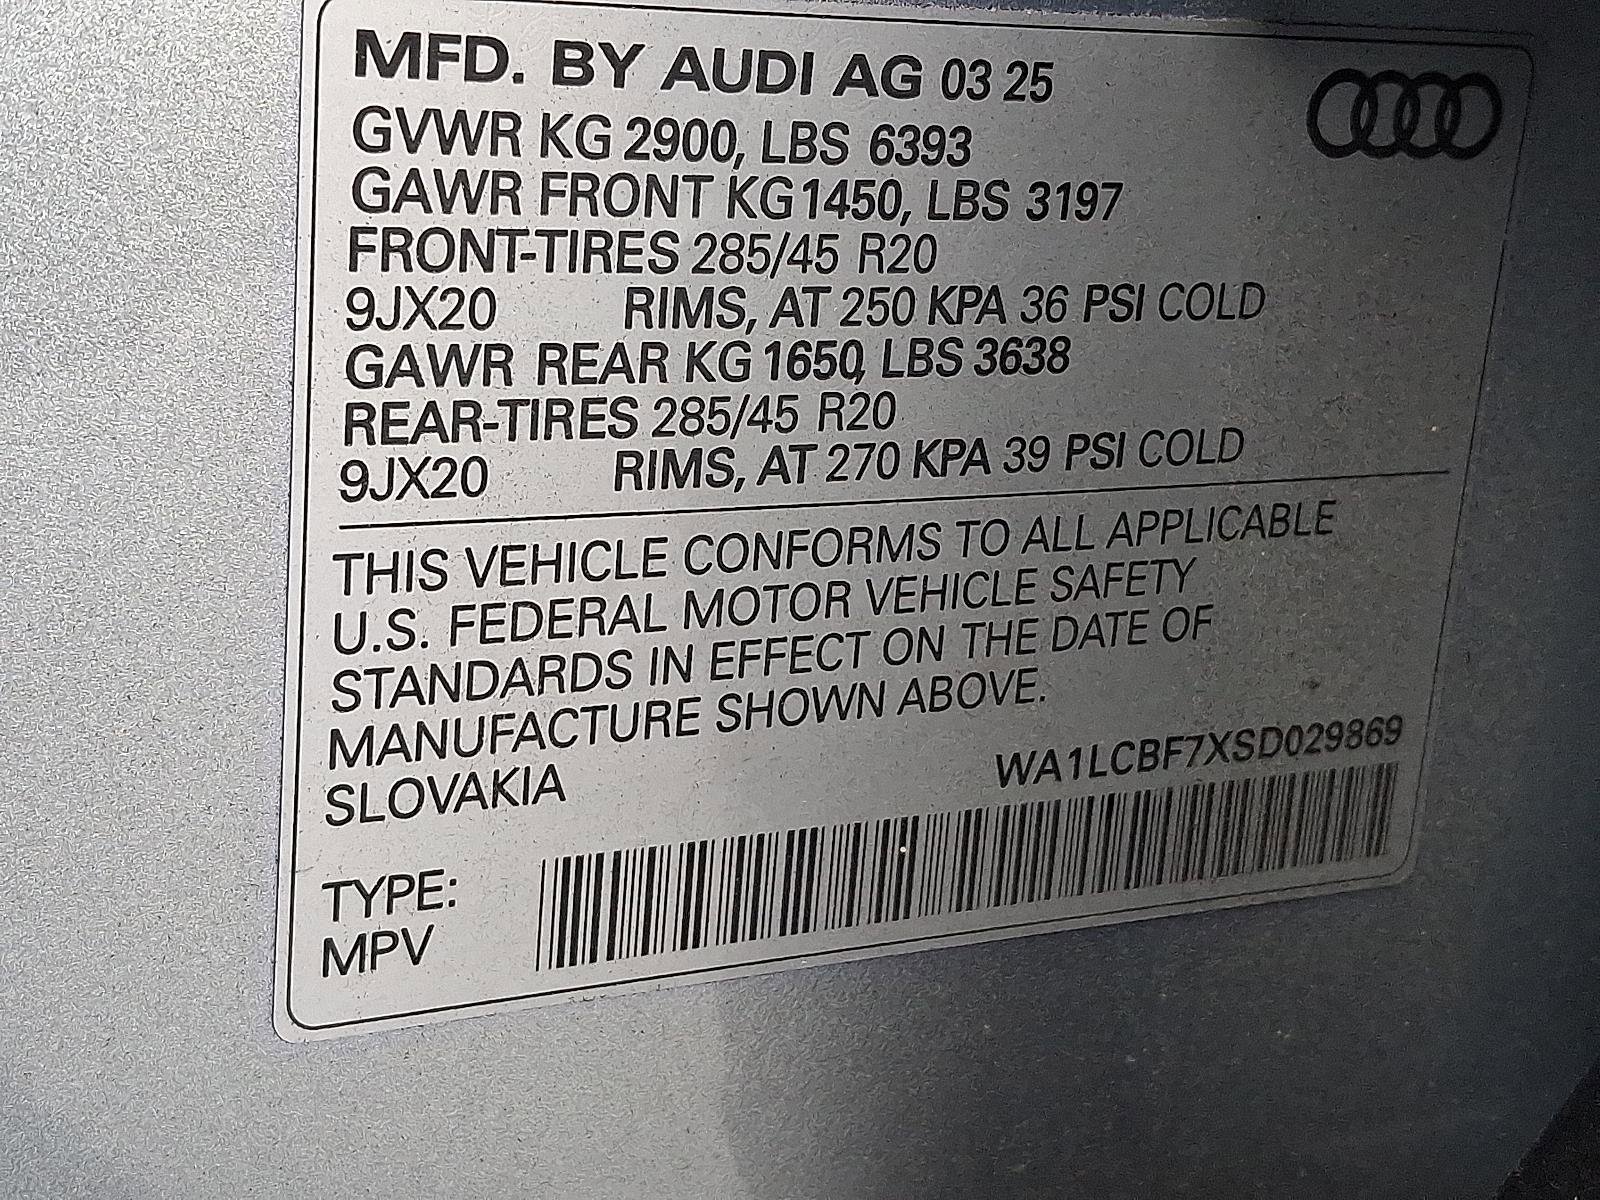 MFD. BY AUDI AG 03 25
GVWR KG 2900, LBS 6393
GAWR FRONT KG 1450, LBS 3197
FRONT-TIRES 285/45 R20
9JX20 RIMS, AT 250 KPA 36 PSI COLD
GAWR REAR KG 1650, LBS 3638
REAR-TIRES 285/45 R20
9JX20 RIMS, AT 270 KPA 39 PSI COLD
THIS VEHICLE CONFORMS TO ALL APPLICABLE
U.S. FEDERAL MOTOR VEHICLE SAFETY
STANDARDS IN EFFECT ON THE DATE OF
MANUFACTURE SHOWN ABOVE.
SLOVAKIA
WA1LCBF7XSD029869
TYPE:
MPV